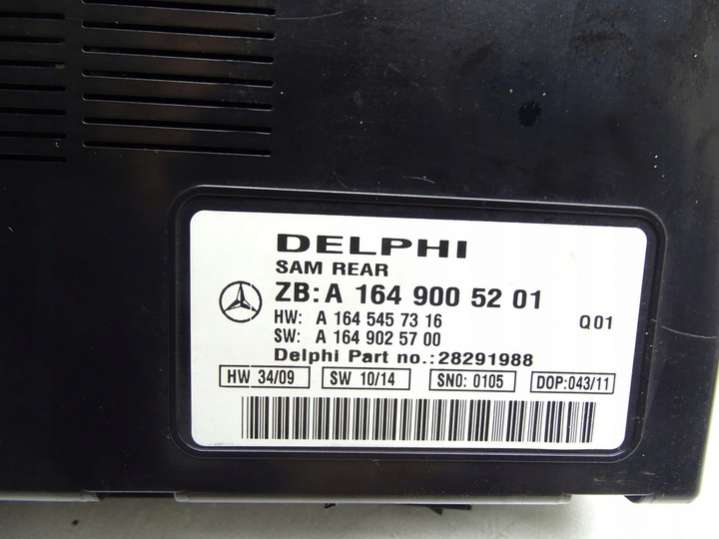 DELPHI
SAM REAR
ZB: A 164 900 52 01
HW: A 164 545 73 16 Q01
SW: A 164 902 57 00
Delphi Part no.:28291988
HW 34/09 SW 10/14 SNO: 0105 DOP:043/11